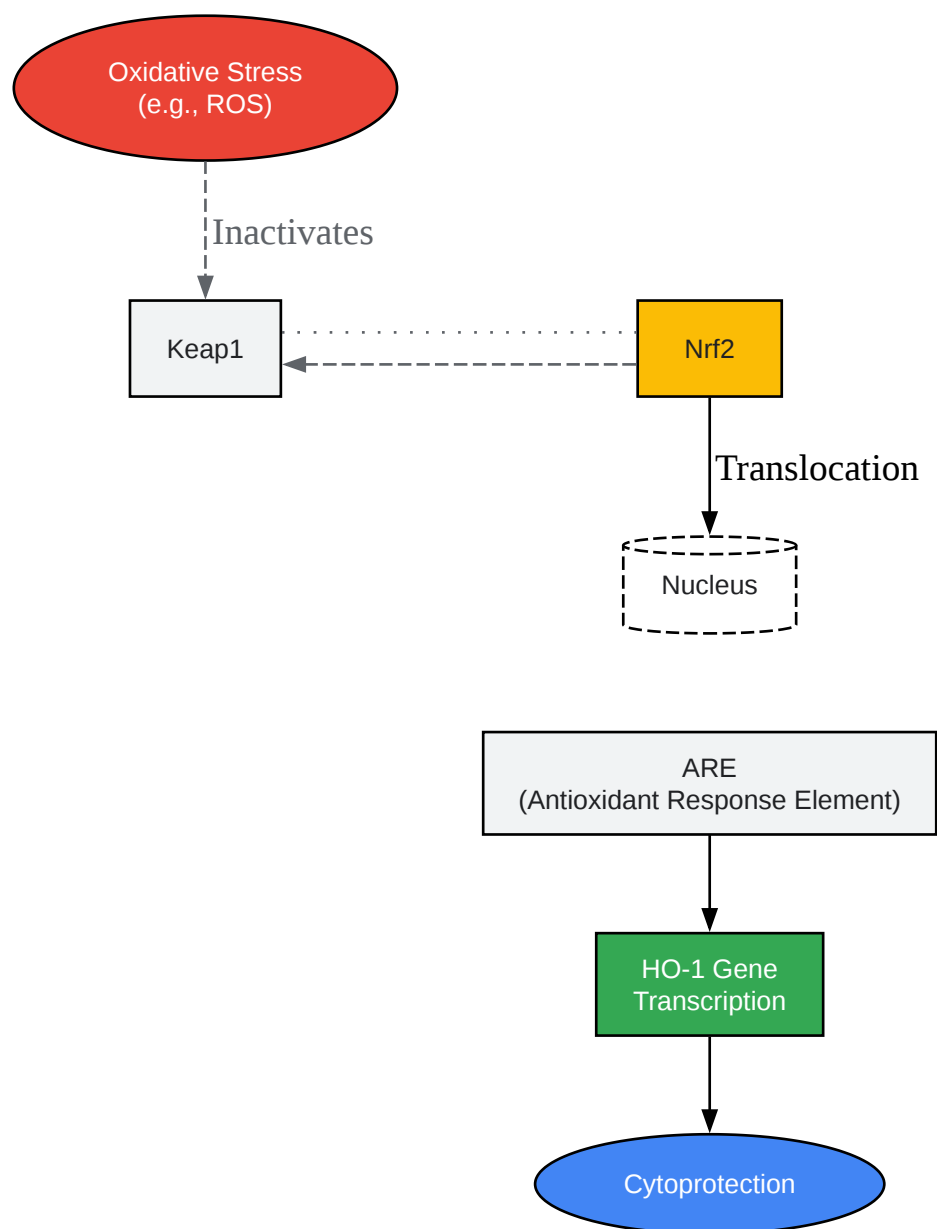 Oxidative Stress
(e.g., ROS)
Inactivates
Keap1
Nrf2
Translocation
Nucleus
ARE
(Antioxidant Response Element)
HO-1 Gene
Transcription
Cytoprotection